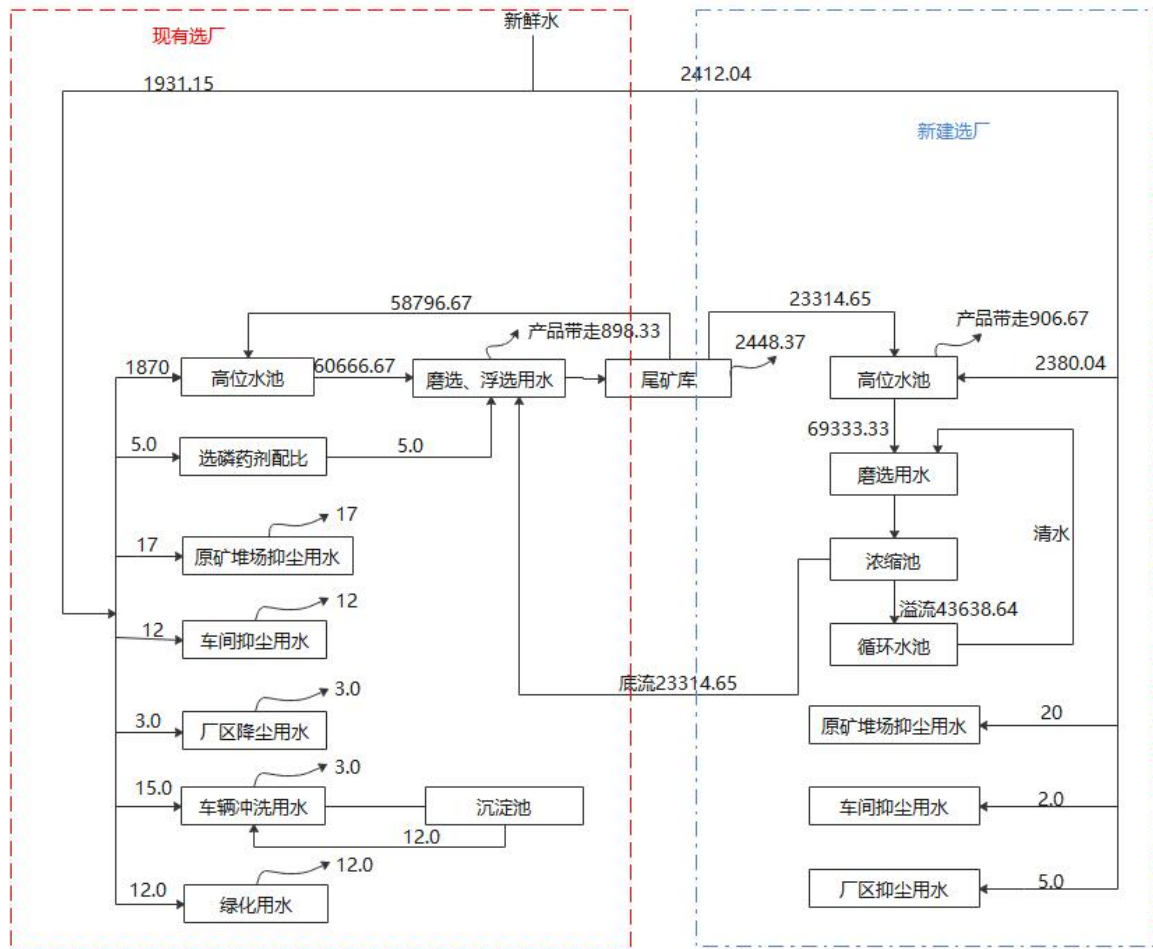 新鲜水
现有选厂
1931.15
2412.04
新建选厂
58796.67
23314.65
产品带走898.33
产品带走906.67
2448.37
1870
高位水池
60666.67
磨选、浮选用水
尾矿库
高位水池
2380.04
69333.33
5.0
选磷药剂配比
5.0
磨选用水
17
17
原矿堆场抑尘用水
清水
浓缩池
12
12
车间抑尘用水
溢流43638.64
循环水池
底流23314.65
3.0
3.0
厂区降尘用水
原矿堆场抑尘用水
20
3.0
15.0
车辆冲洗用水
沉淀池
12.0
车间抑尘用水
2.0
12.0
12.0
绿化用水
厂区抑尘用水
5.0